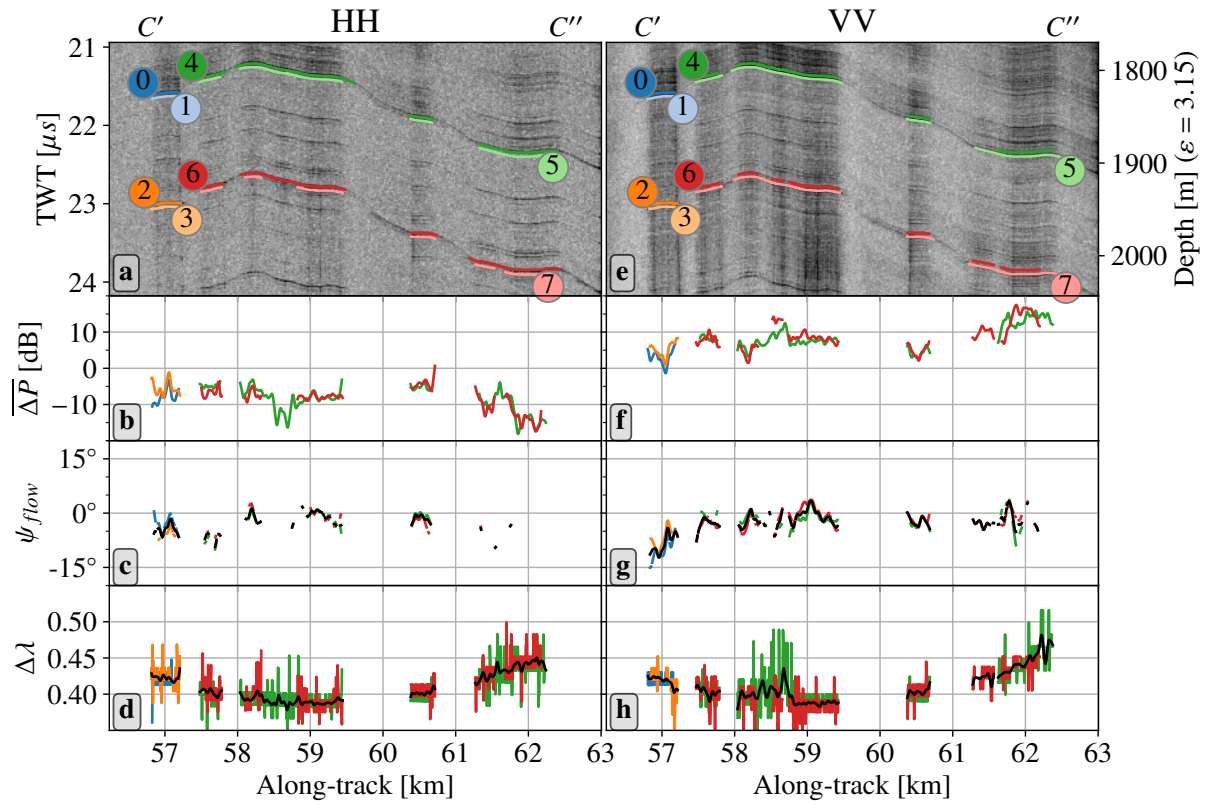 C′ HH C″ C′ VV C″
21
22
23
24
TWT [μs]
0
1
2
3
4
5
6
7
a
0
1
2
3
4
5
6
7
e
1800
1900
2000
Depth [m] (ε = 3.15)
10
0
−10
ΔP [dB]
b
f
15°
0°
-15°
ψflow
c
g
0.50
0.45
0.40
Δλ
d
h
57 58 59 60 61 62 63 57 58 59 60 61 62 63
Along-track [km] Along-track [km]